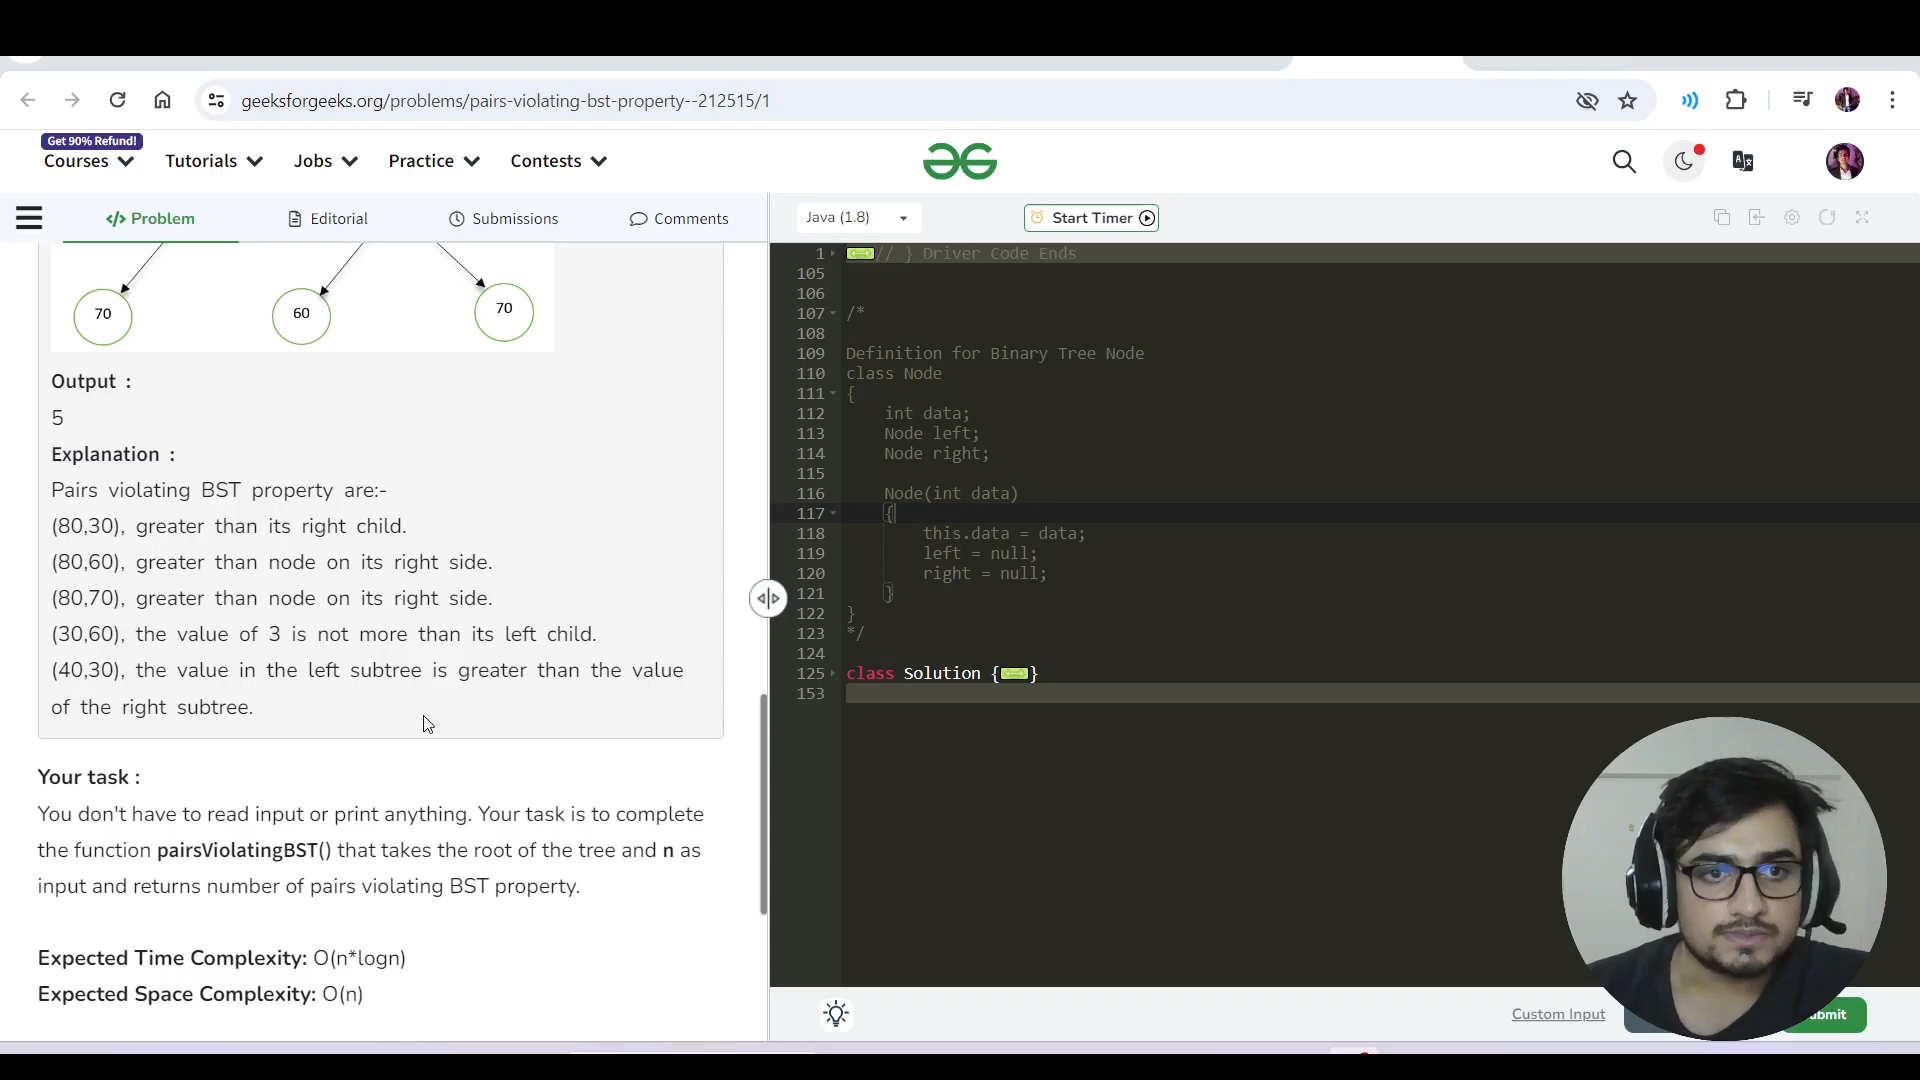 geeksforgeeks.org/problems/pairs-violating-bst-property--212515/1
Get 90% Refund!
Courses Tutorials Jobs Practice Contests
Problem Editorial Submissions Comments
Java (1.8) Start Timer
70 60 70
Output :
5
Explanation :
Pairs violating BST property are:-
(80,30), greater than its right child.
(80,60), greater than node on its right side.
(80,70), greater than node on its right side.
(30,60), the value of 3 is not more than its left child.
(40,30), the value in the left subtree is greater than the value
of the right subtree.
Your task :
You don't have to read input or print anything. Your task is to complete
the function pairsViolatingBST() that takes the root of the tree and n as
input and returns number of pairs violating BST property.
Expected Time Complexity: O(n*logn)
Expected Space Complexity: O(n)
1 // } Driver Code Ends
105
106
107 /*
108
109 Definition for Binary Tree Node
110 class Node
111 {
112 int data;
113 Node left;
114 Node right;
115
116 Node(int data)
117 {
118 this.data = data;
119 left = null;
120 right = null;
121 }
122 }
123 */
124
125 class Solution {}
153
Custom Input